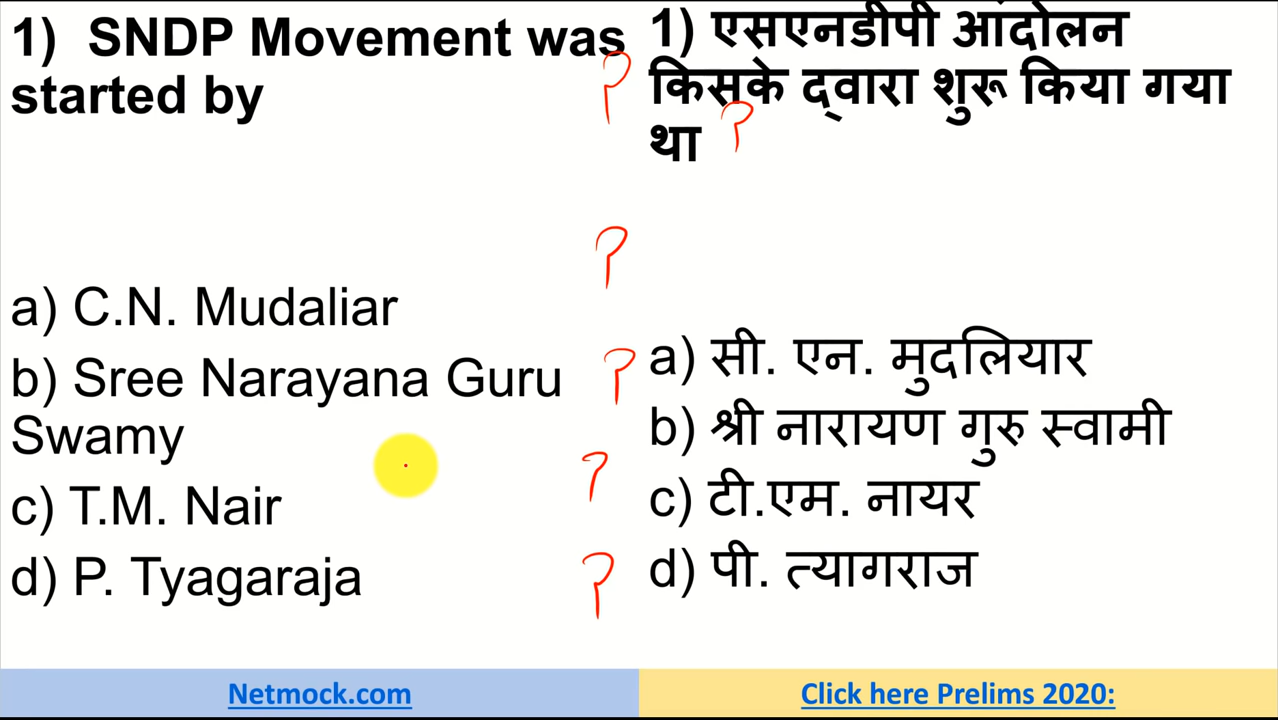 1) SNDP Movement was
started by
a) C.N. Mudaliar
b) Sree Narayana Guru
Swamy
c) T.M. Nair
d) P. Tyagaraja
1) एसएनडीपी आंदोलन
किसके द्वारा शुरू किया गया
था
a) सी. एन. मुदलियार
b) श्री नारायण गुरु स्वामी
c) टी.एम. नायर
d) पी. त्यागराज
?
?
?
?
?
?
Netmock.com
Click here Prelims 2020: